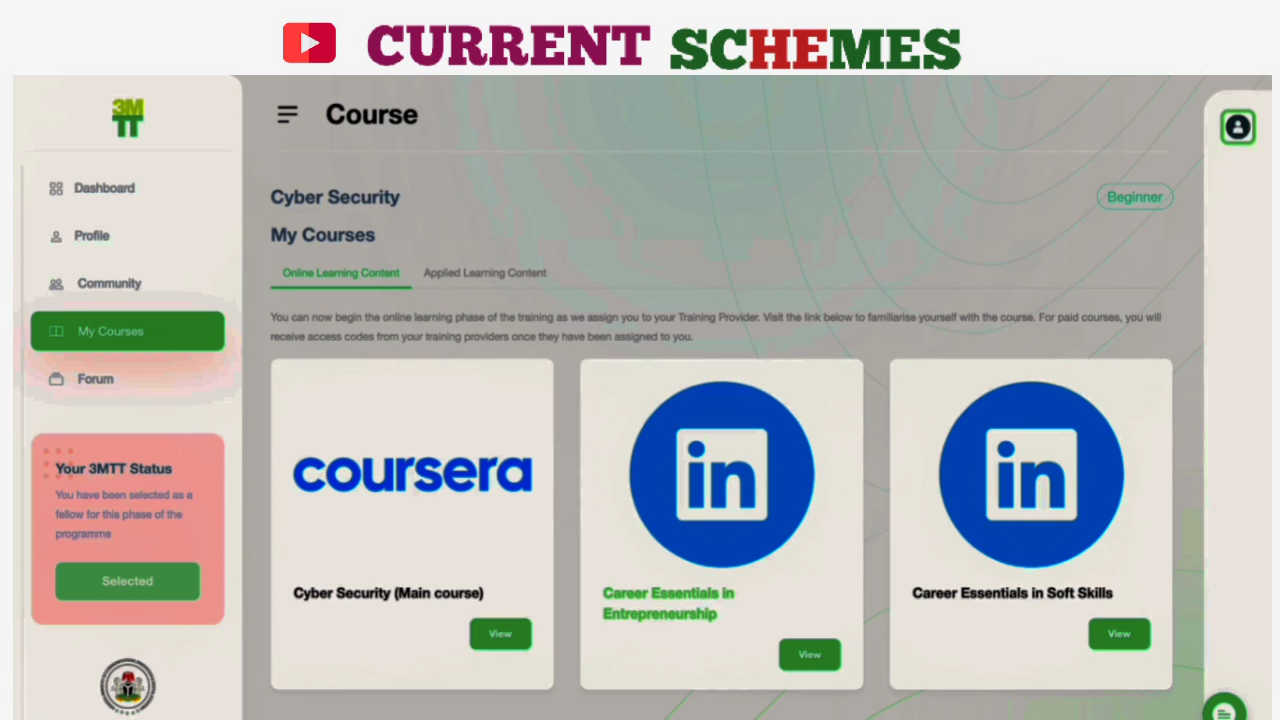 CURRENT SCHEMES
3M
TT
Course
Dashboard
Profile
Community
My Courses
Forum
Your 3MTT Status
You have been selected as a
fellow for this phase of the
programme
Selected
Cyber Security
Beginner
My Courses
Online Learning Content
Applied Learning Content
You can now begin the online learning phase of the training as we assign you to your Training Provider. Visit the link below to familiarise yourself with the course. For paid courses, you will
receive access codes from your training providers once they have been assigned to you.
coursera
Cyber Security (Main course)
View
in
Career Essentials in
Entrepreneurship
View
in
Career Essentials in Soft Skills
View